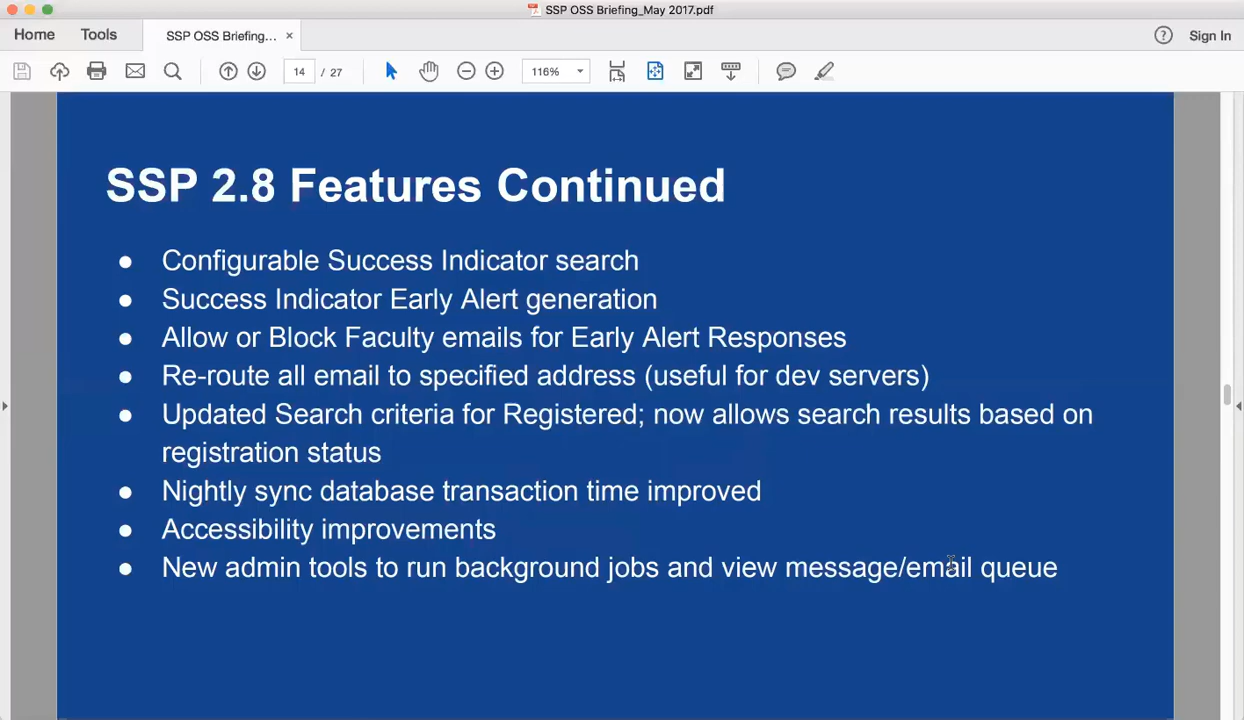 SSP OSS Briefing_May 2017.pdf
Home Tools SSP OSS Briefing... × ? Sign In
14 / 27 116%
SSP 2.8 Features Continued
● Configurable Success Indicator search
● Success Indicator Early Alert generation
● Allow or Block Faculty emails for Early Alert Responses
● Re-route all email to specified address (useful for dev servers)
● Updated Search criteria for Registered; now allows search results based on
registration status
● Nightly sync database transaction time improved
● Accessibility improvements
● New admin tools to run background jobs and view message/email queue